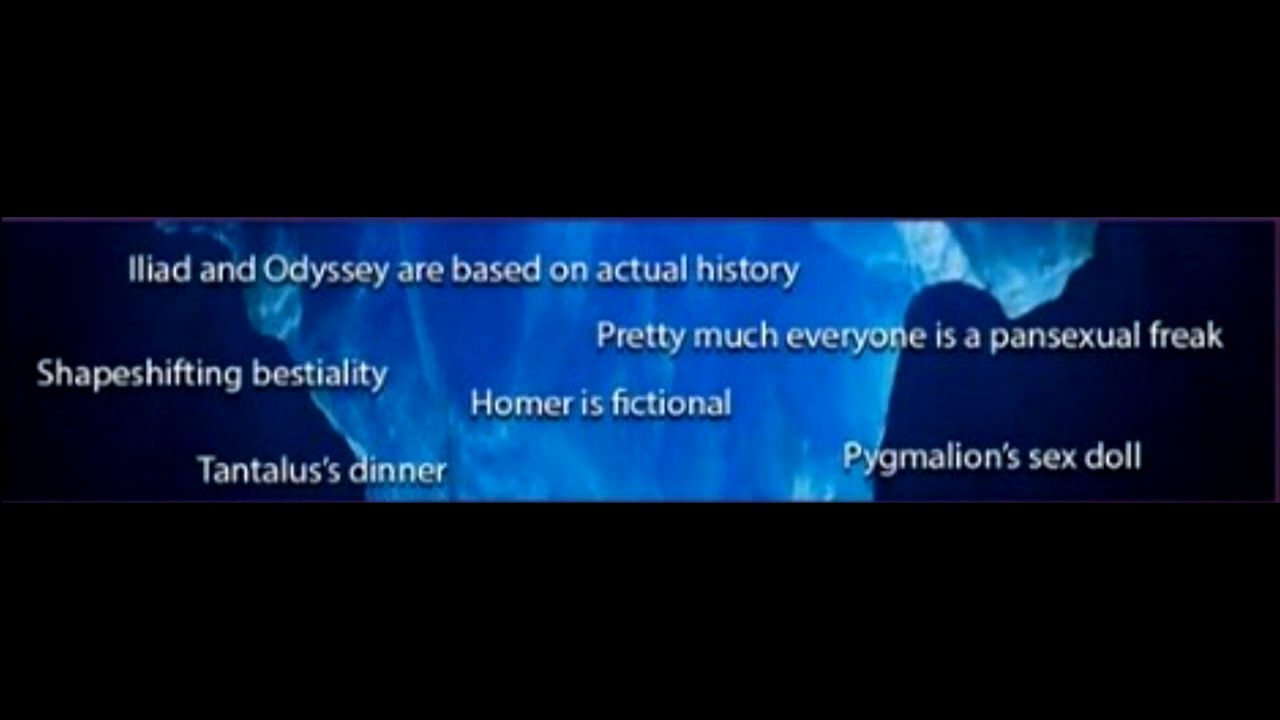 Iliad and Odyssey are based on actual history
Pretty much everyone is a pansexual freak
Shapeshifting bestiality
Homer is fictional
Pygmalion's sex doll
Tantalus's dinner